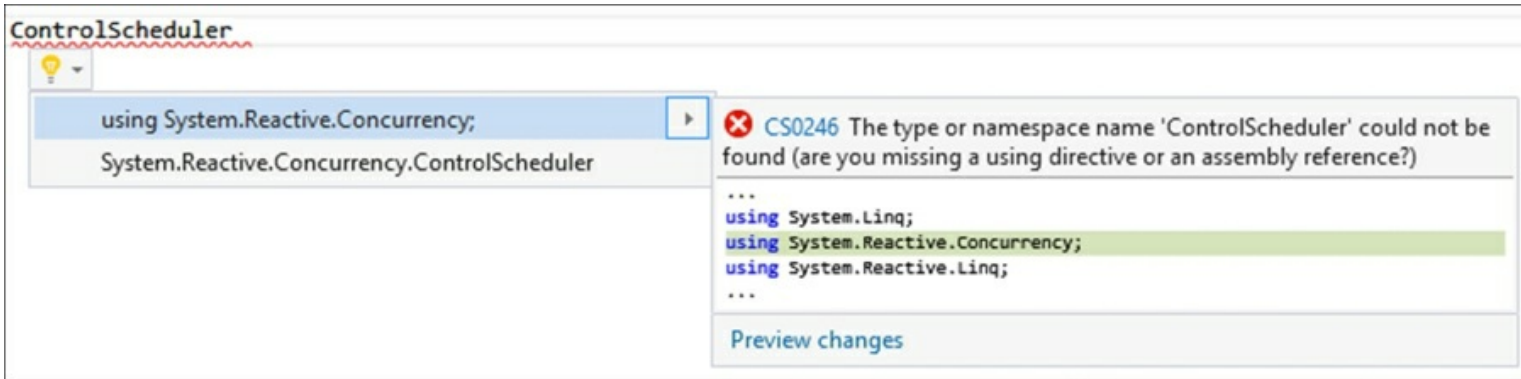 ControlScheduler
using System.Reactive.Concurrency;
System.Reactive.Concurrency.ControlScheduler
CS0246 The type or namespace name 'ControlScheduler' could not be
found (are you missing a using directive or an assembly reference?)
...
using System.Linq;
using System.Reactive.Concurrency;
using System.Reactive.Linq;
...
Preview changes